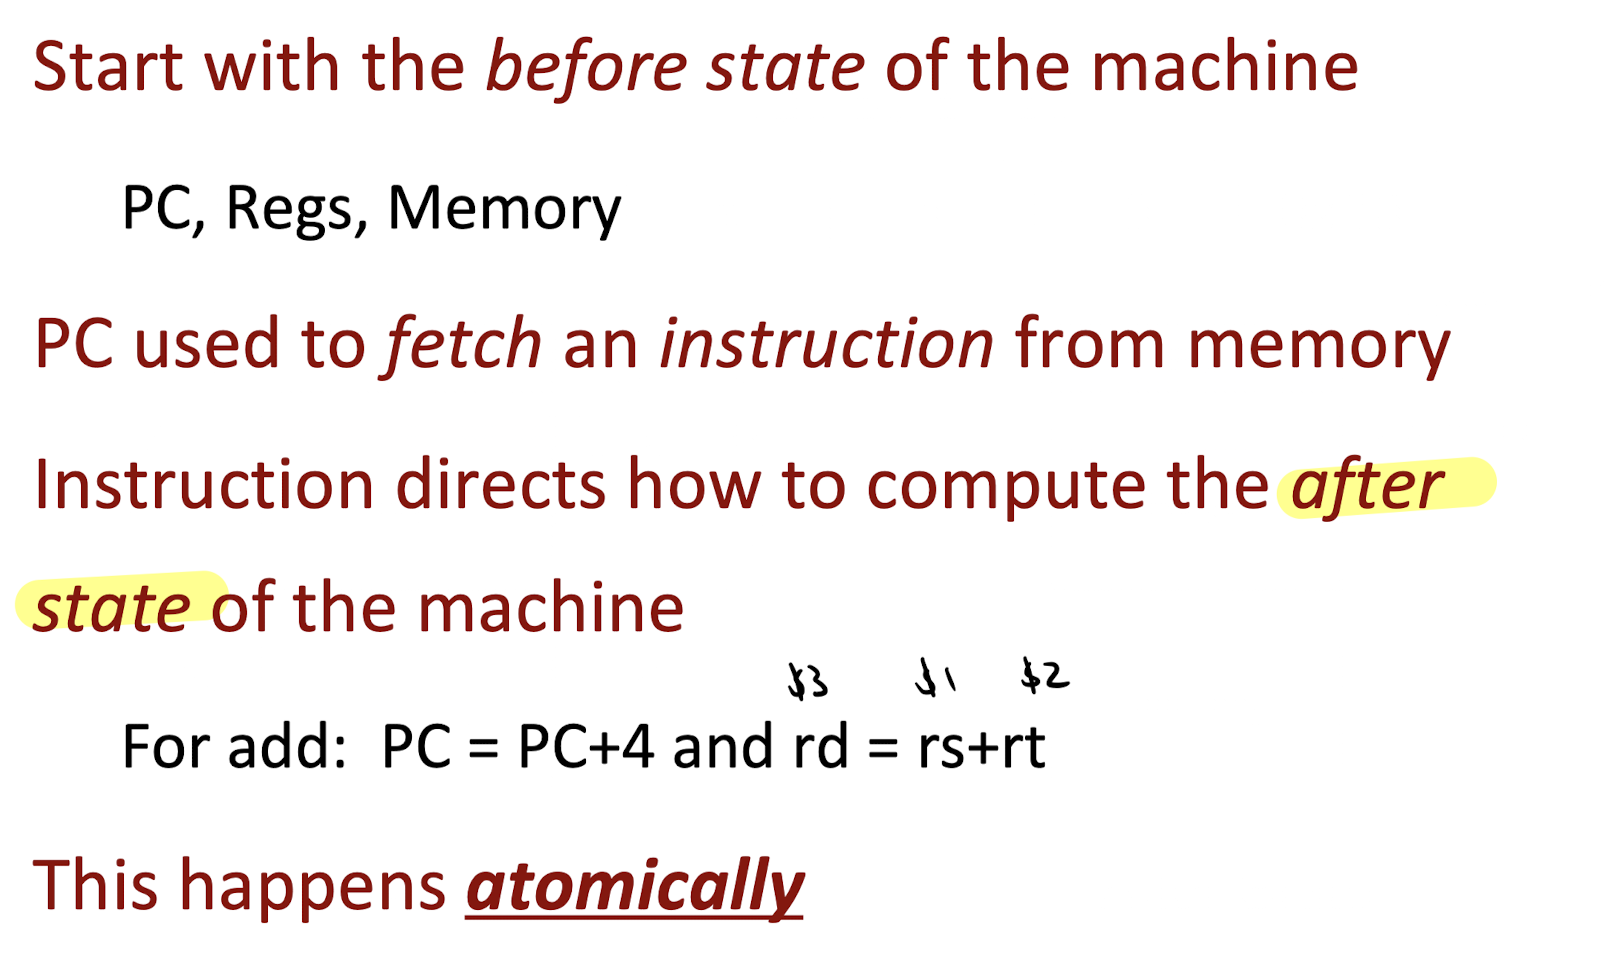 Start with the before state of the machine
PC, Regs, Memory
PC used to fetch an instruction from memory
Instruction directs how to compute the after
state of the machine
$3 $1 $2
For add: PC = PC+4 and rd = rs+rt
This happens atomically